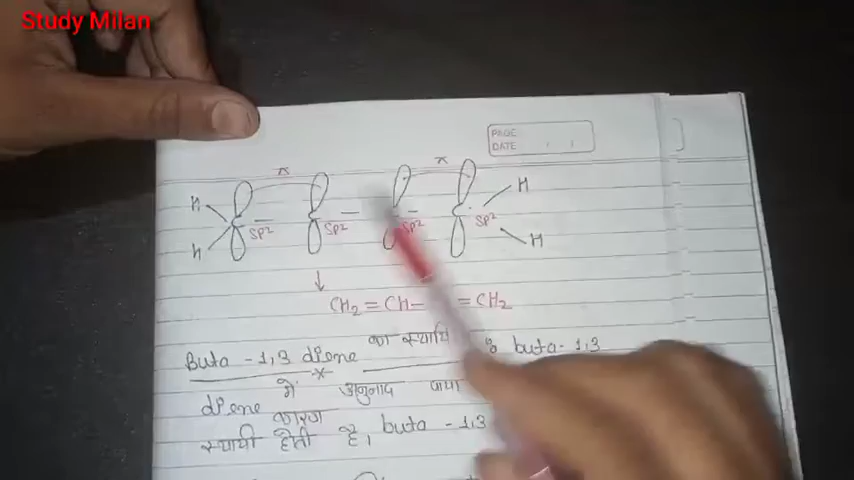 Study Milan
PAGE
DATE
π π
H H
C C C C
SP² SP² SP² SP²
H H
↓
CH₂ = CH - = CH₂
Buta - 1,3 diene का स्थायि buta - 1,3
diene में अनुनाद पाया
कारण
स्थायी होती है, buta - 1,3